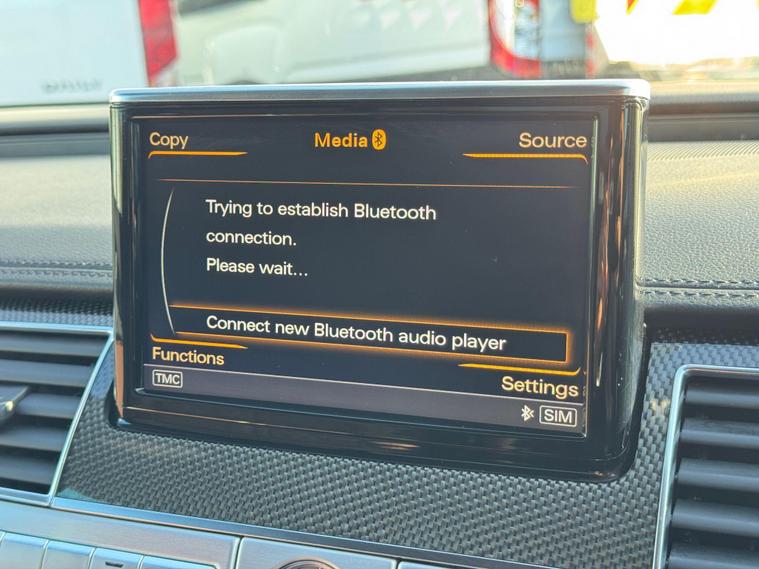 Copy
Media
Source
Trying to establish Bluetooth
connection.
Please wait...
Connect new Bluetooth audio player
Functions
Settings
TMC
SIM